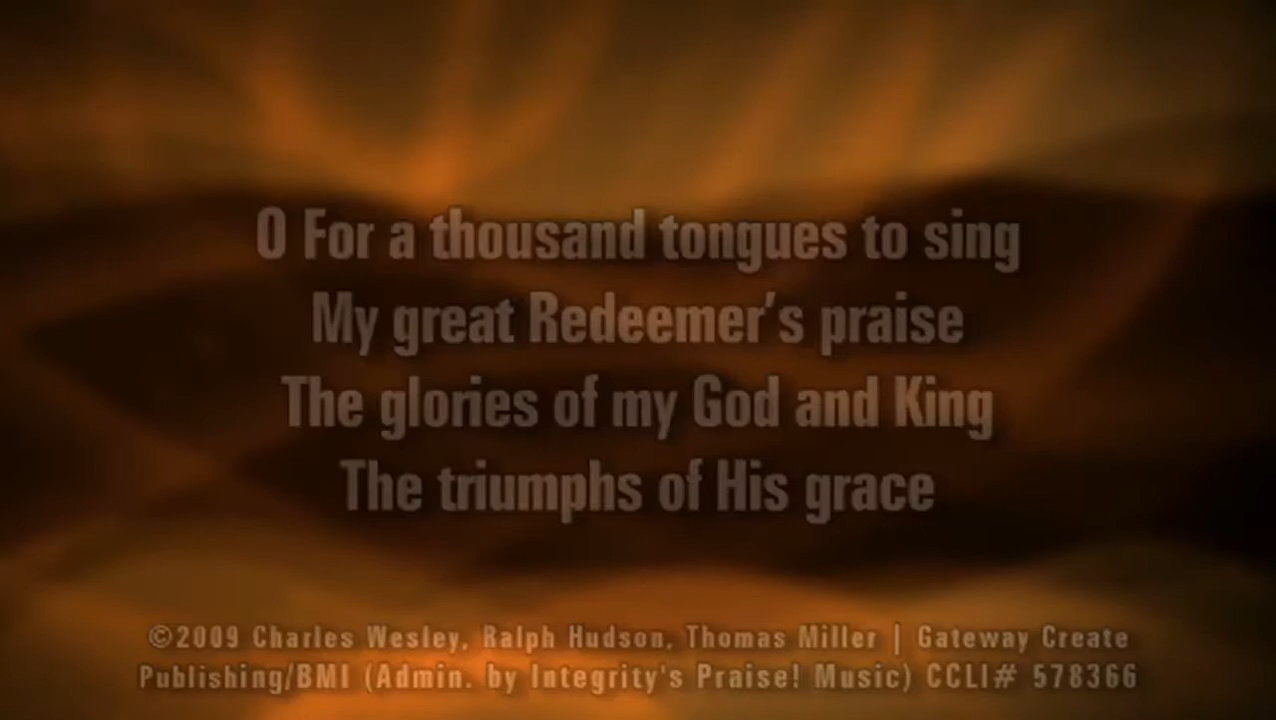 O For a thousand tongues to sing
My great Redeemer's praise
The glories of my God and King
The triumphs of His grace
©2009 Charles Wesley, Ralph Hudson, Thomas Miller | Gateway Create
Publishing/BMI (Admin. by Integrity's Praise! Music) CCLI# 578366